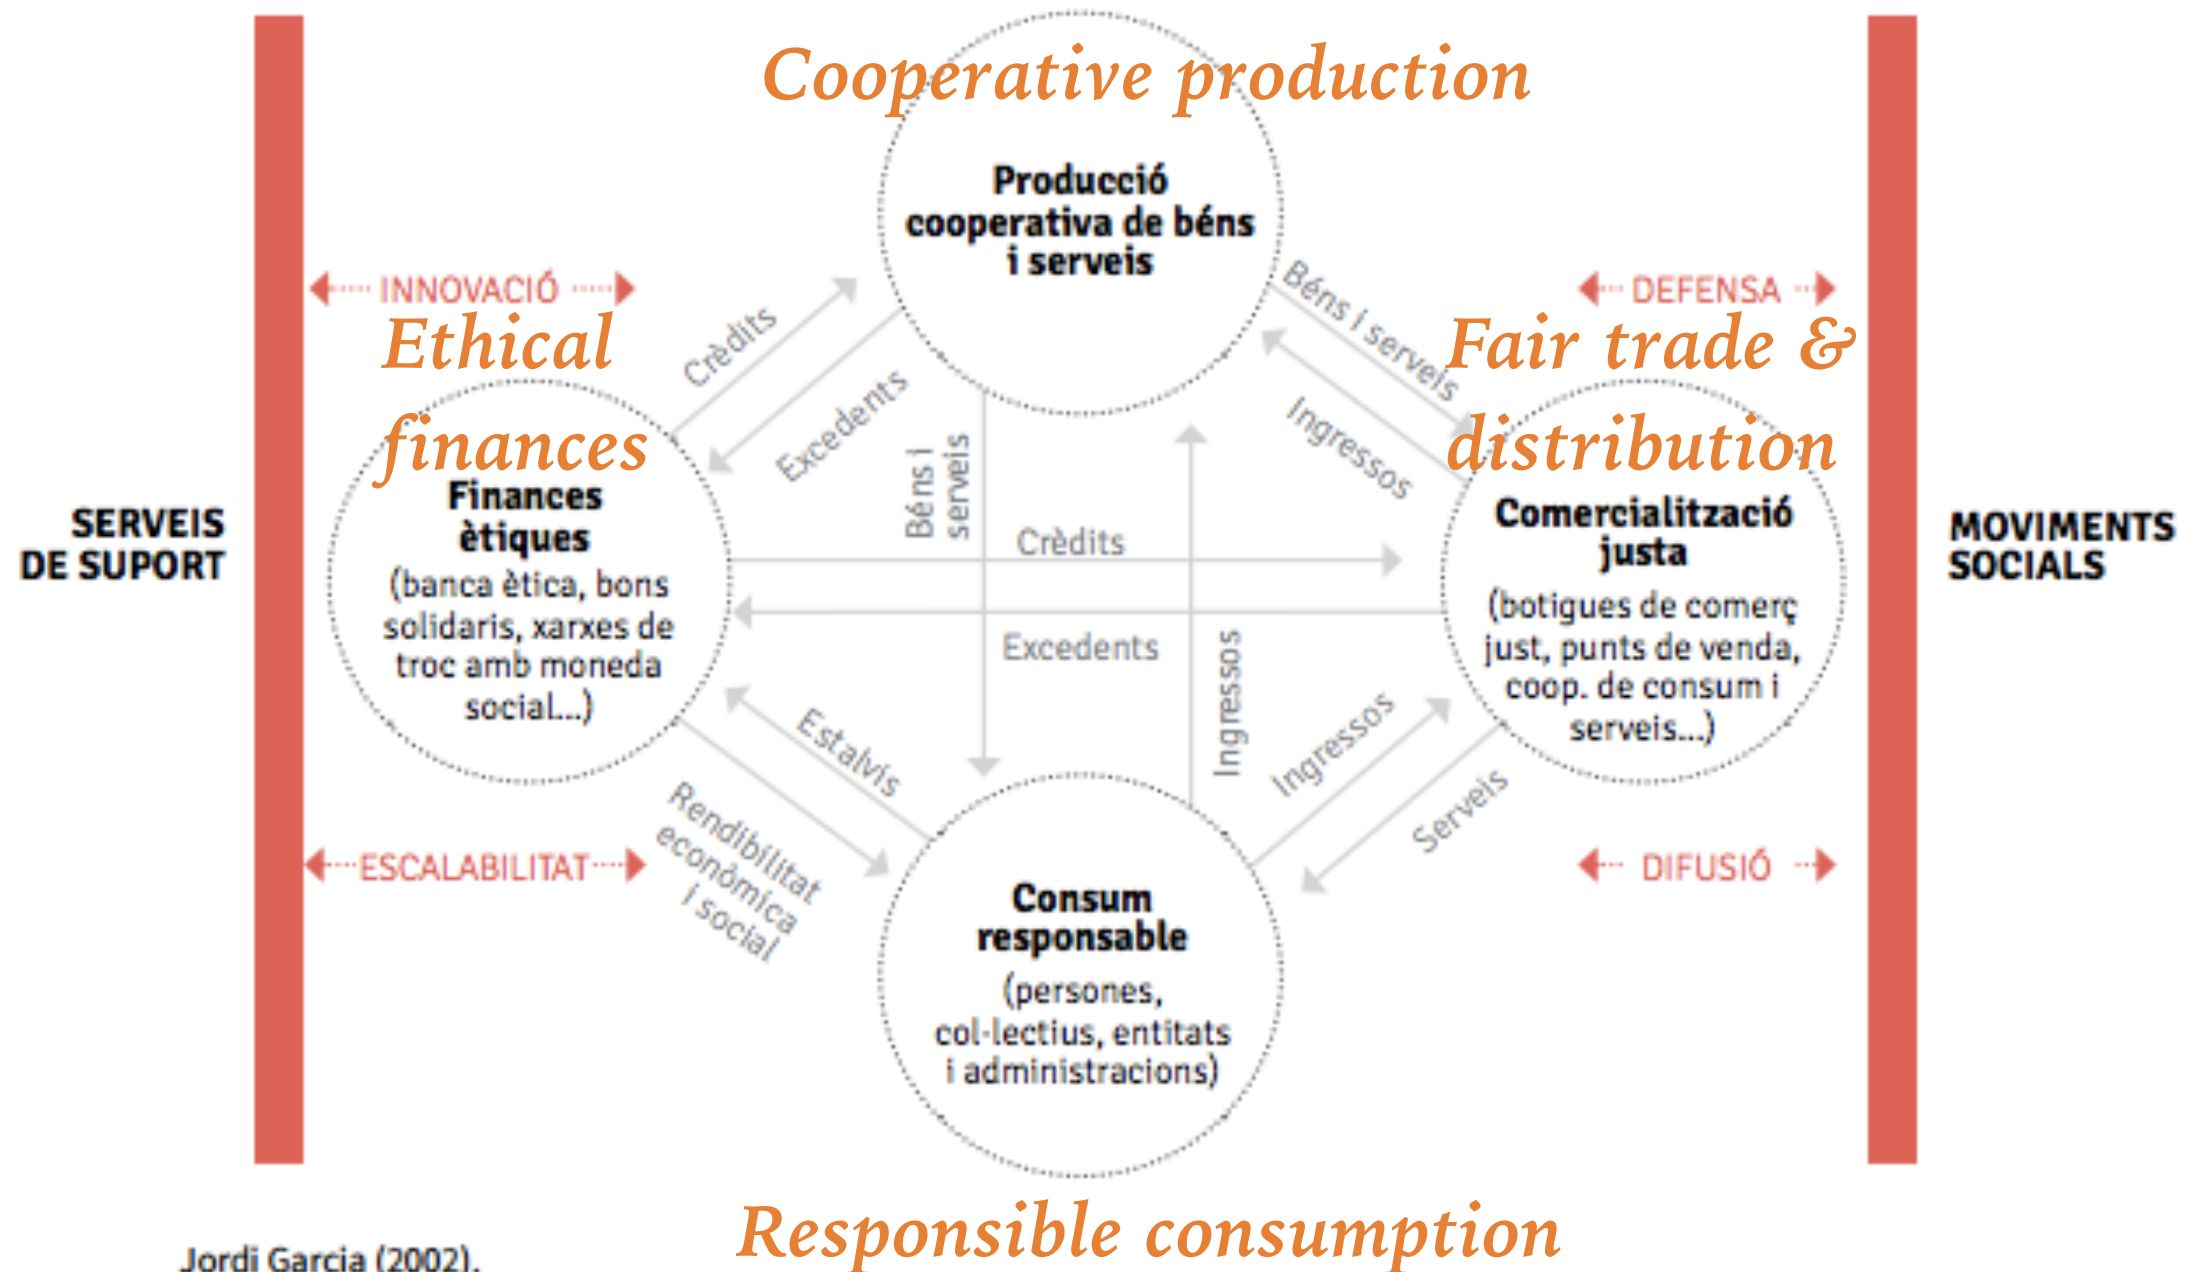 Cooperative production
Producció
cooperativa de béns
i serveis
INNOVACIÓ
DEFENSA
Ethical
finances
Fair trade &
distribution
Crèdits
Excedents
Béns i serveis
Ingressos
Béns i
serveis
Crèdits
Excedents
Ingressos
SERVEIS
DE SUPORT
Finances
ètiques
(banca ètica, bons
solidaris, xarxes de
troc amb moneda
social...)
Comercialització
justa
(botigues de comerç
just, punts de venda,
coop. de consum i
serveis...)
MOVIMENTS
SOCIALS
Estalvis
Rendibilitat
econòmica
i social
Ingressos
Serveis
ESCALABILITAT
DIFUSIÓ
Consum
responsable
(persones,
col·lectius, entitats
i administracions)
Responsible consumption
Jordi Garcia (2002).